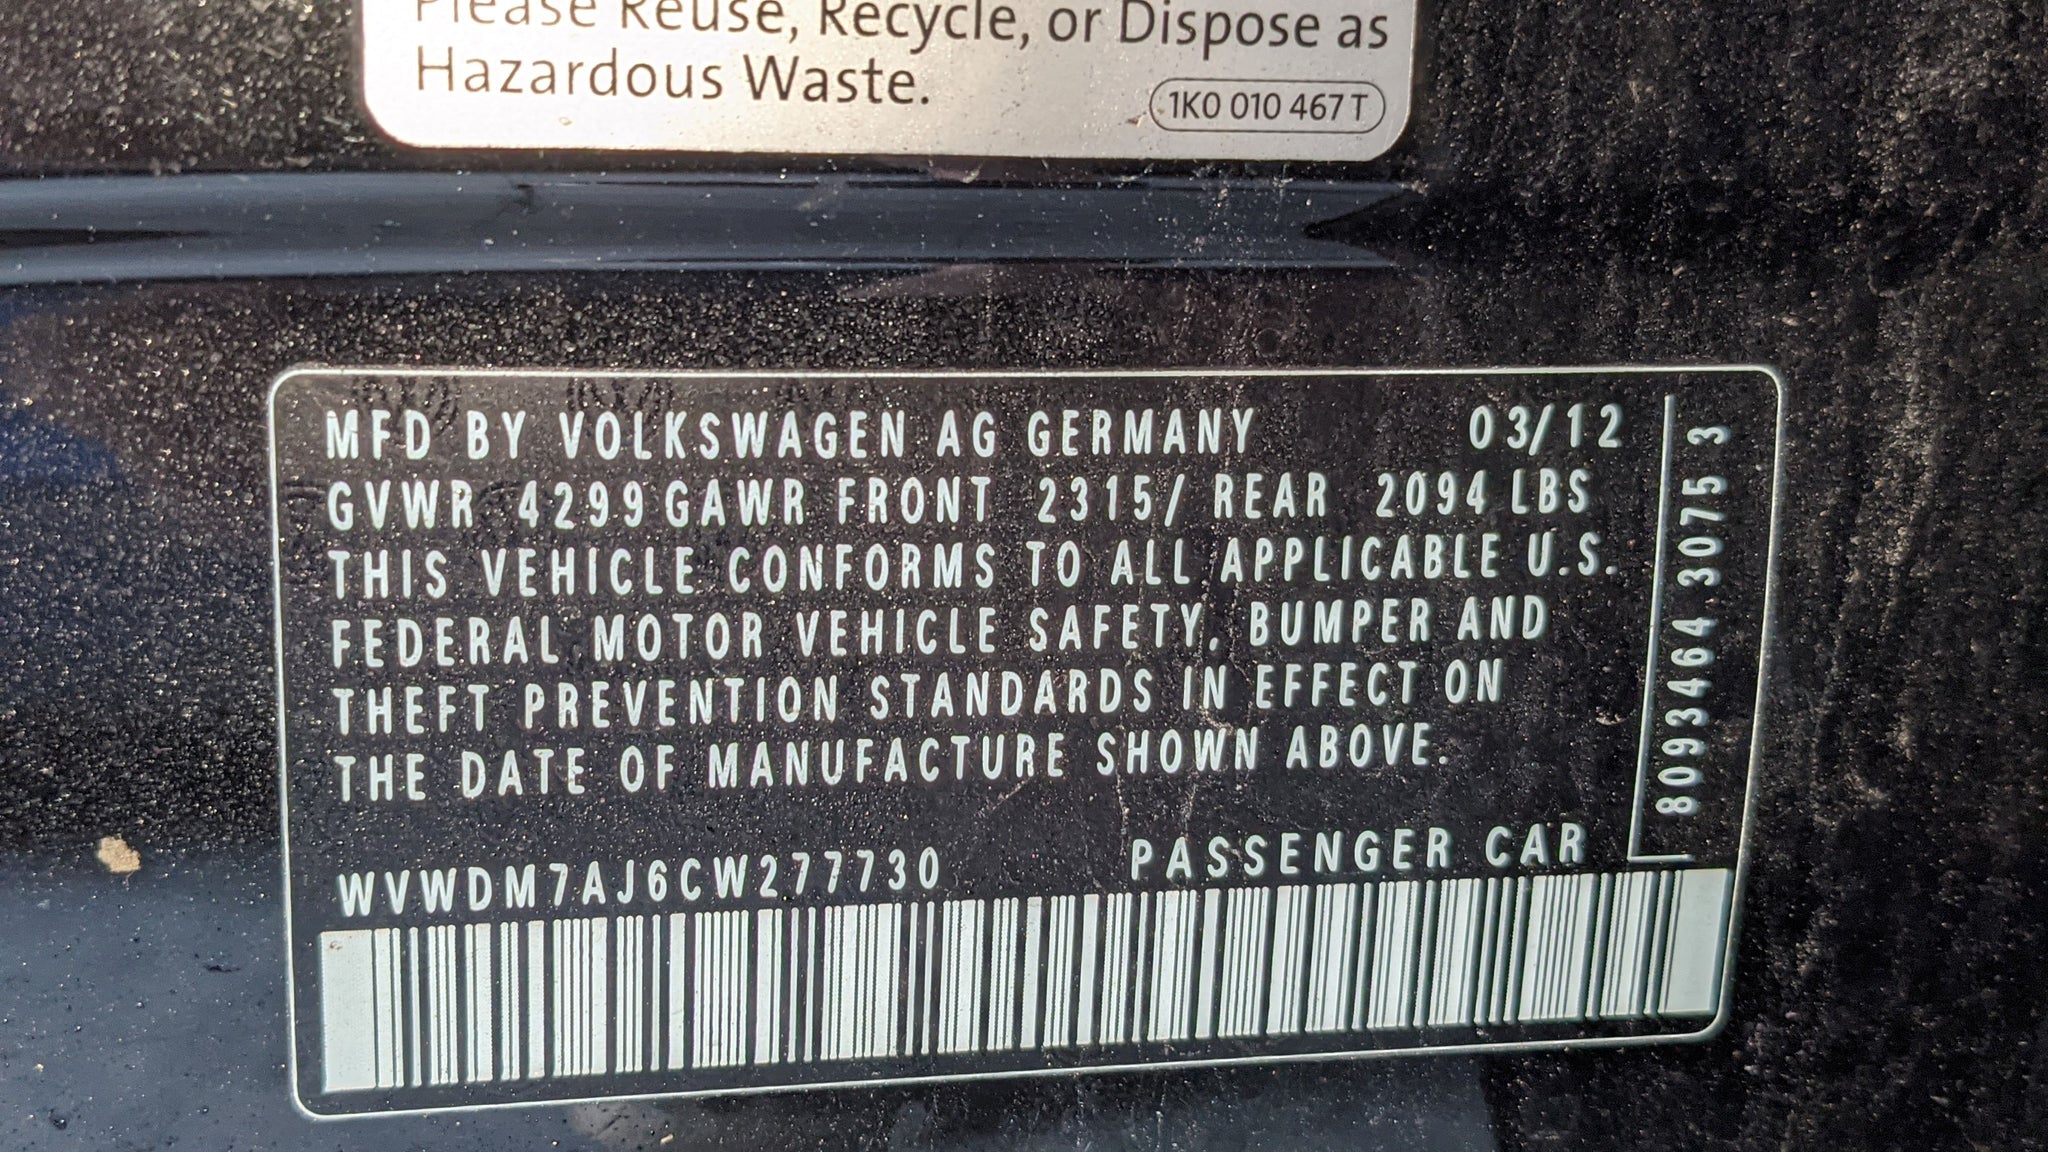 Please Reuse, Recycle, or Dispose as
Hazardous Waste.
1K0 010 467 T
MFD BY VOLKSWAGEN AG GERMANY 03/12
GVWR 4299 GAWR FRONT 2315/ REAR 2094 LBS
THIS VEHICLE CONFORMS TO ALL APPLICABLE U.S.
FEDERAL MOTOR VEHICLE SAFETY, BUMPER AND
THEFT PREVENTION STANDARDS IN EFFECT ON
THE DATE OF MANUFACTURE SHOWN ABOVE.
WVWDM7AJ6CW277730 PASSENGER CAR
8093464 3075 3